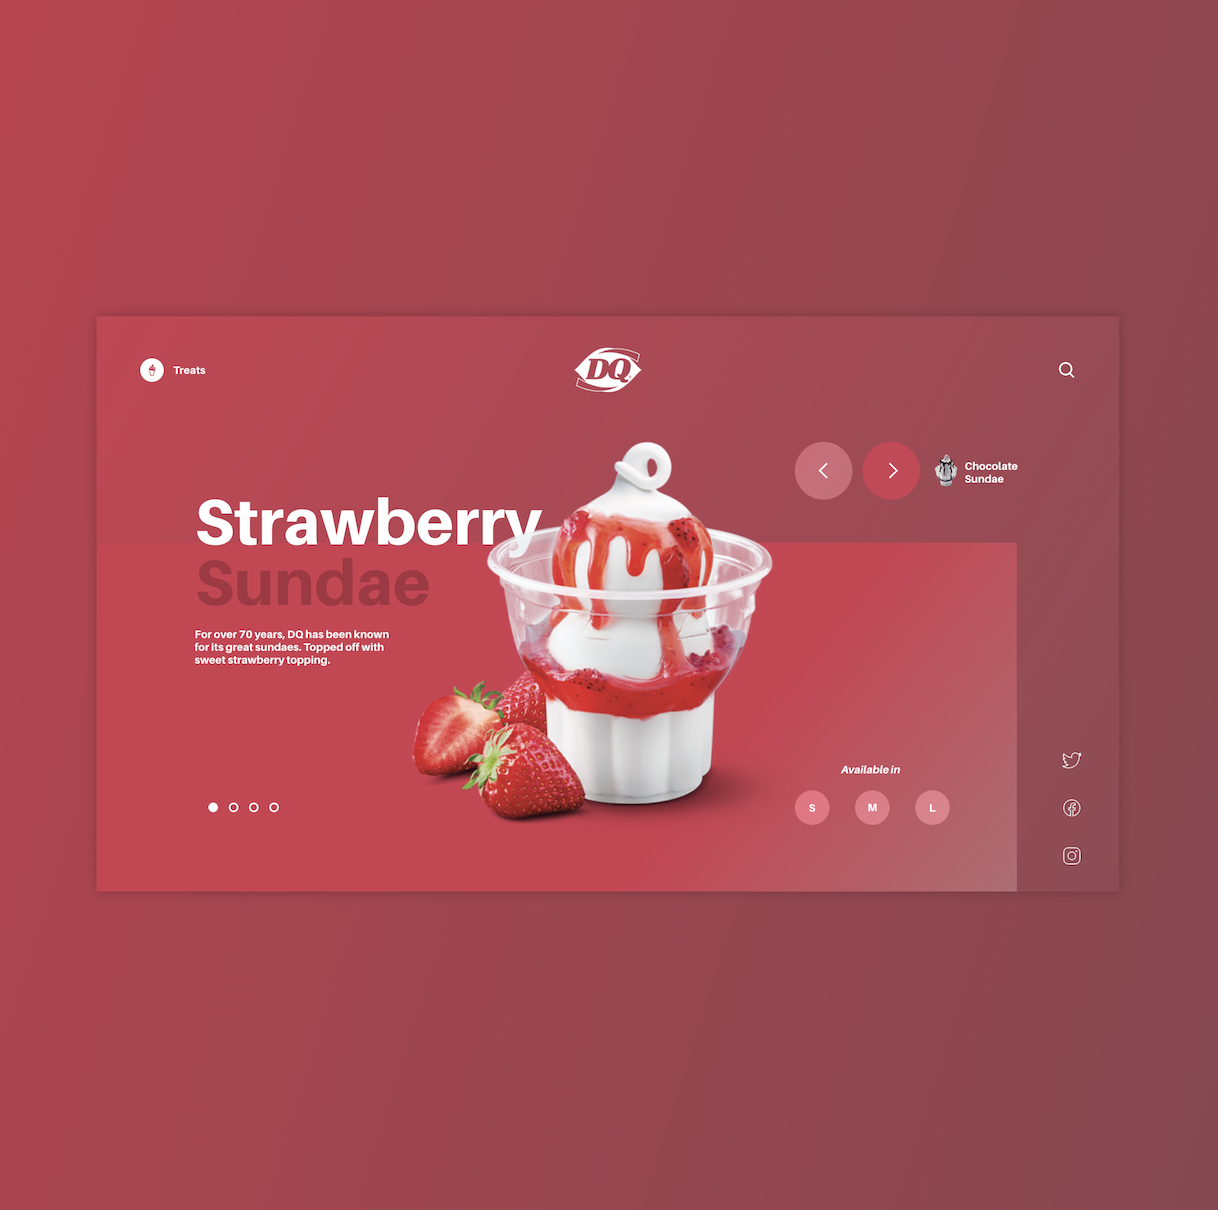 Treats
DQ
Chocolate
Sundae
Strawberry
Sundae
For over 70 years, DQ has been known
for its great sundaes. Topped off with
sweet strawberry topping.
Available in
S M L